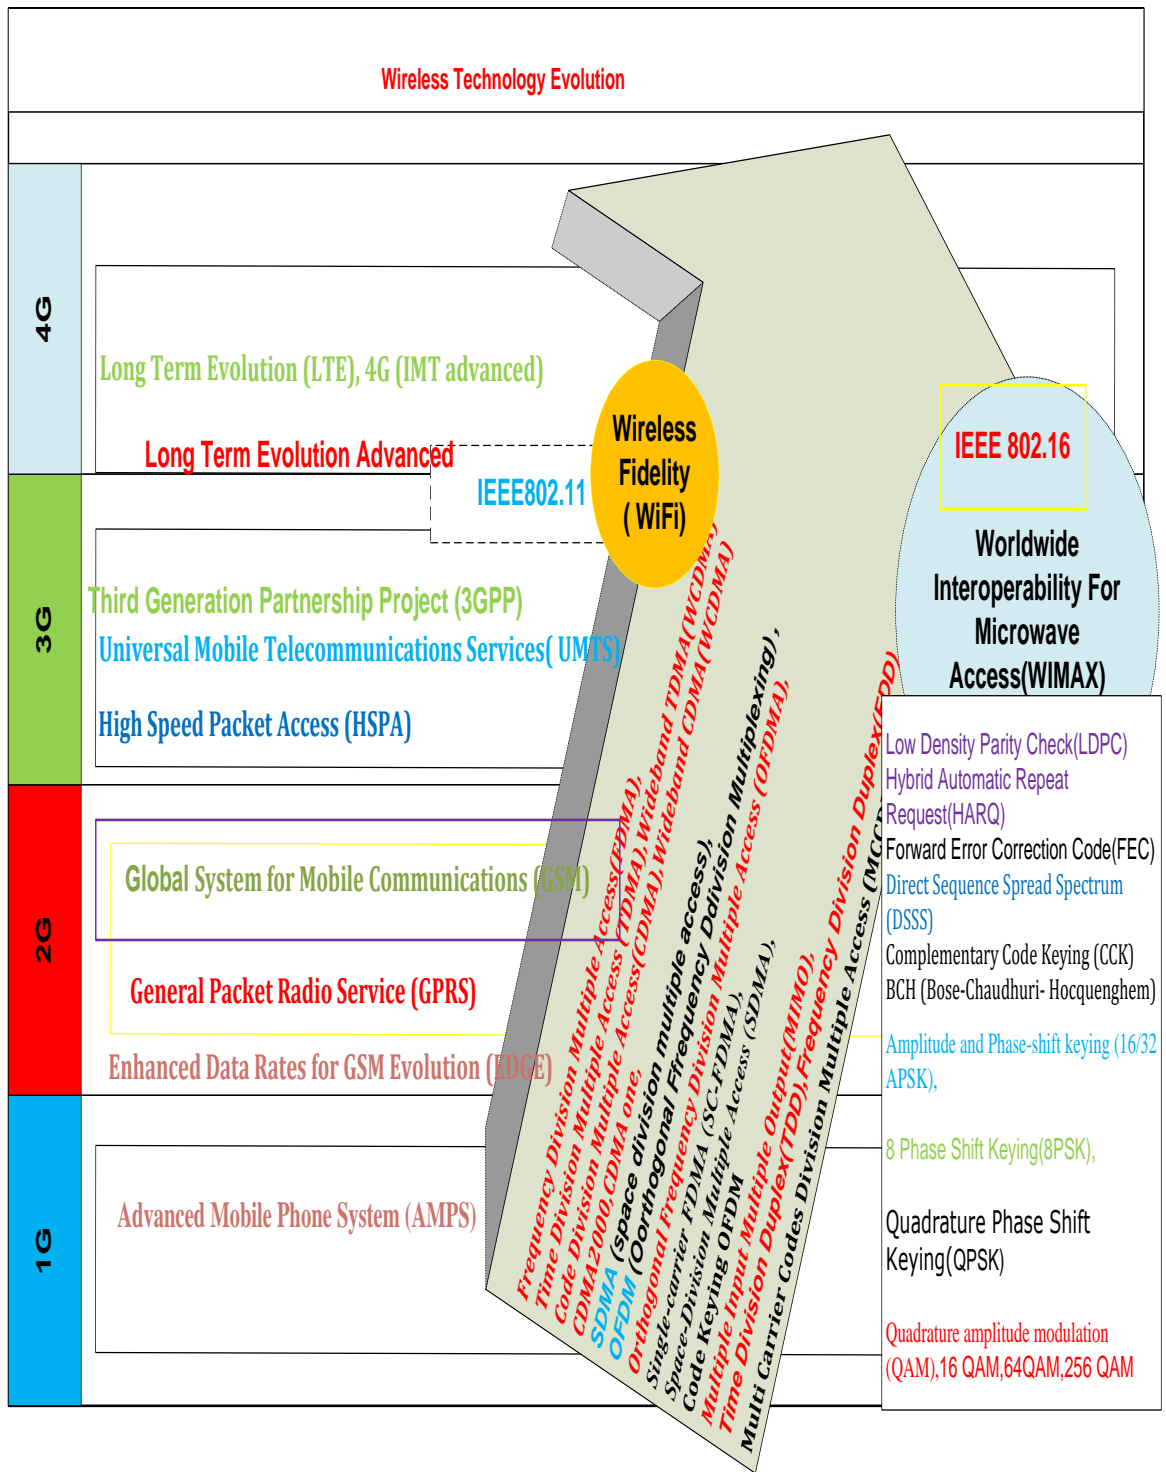 Wireless Technology Evolution
4G
Long Term Evolution (LTE), 4G (IMT advanced)
Long Term Evolution Advanced
IEEE802.11
Wireless
Fidelity
( WiFi)
IEEE 802.16
Worldwide
Interoperability For
Microwave
Access(WIMAX)
3G
Third Generation Partnership Project (3GPP)
Universal Mobile Telecommunications Services( UMTS)
High Speed Packet Access (HSPA)
2G
Global System for Mobile Communications (GSM)
General Packet Radio Service (GPRS)
Enhanced Data Rates for GSM Evolution (EDGE)
1G
Advanced Mobile Phone System (AMPS)
Frequency Division Multiple Access(FDMA),
Time Division Multiple Access (TDMA),Wideband TDMA(WCDMA)
Code Division Multiple Access(CDMA), Wideband CDMA(WCDMA)
CDMA2000,CDMA one,
SDMA (space division multiple access),
OFDM (Oorthogonal Ffrequency Ddivision Multiplexing) ,
Orthogonal Frequency Division Multiple Access (OFDMA),
Single-carrier FDMA (SC-FDMA),
Space-Division Multiple Access (SDMA),
Code Keying OFDM
Multiple Input Multiple Output(MIMO),
Time Division Duplex(TDD),Frequency Division Duplex(FDD)
Multi Carrier Codes Division Multiple Access (MCCD
Low Density Parity Check(LDPC)
Hybrid Automatic Repeat
Request(HARQ)
Forward Error Correction Code(FEC)
Direct Sequence Spread Spectrum
(DSSS)
Complementary Code Keying (CCK)
BCH (Bose-Chaudhuri- Hocquenghem)
Amplitude and Phase-shift keying (16/32
APSK),
8 Phase Shift Keying(8PSK),
Quadrature Phase Shift
Keying(QPSK)
Quadrature amplitude modulation
(QAM),16 QAM,64QAM,256 QAM